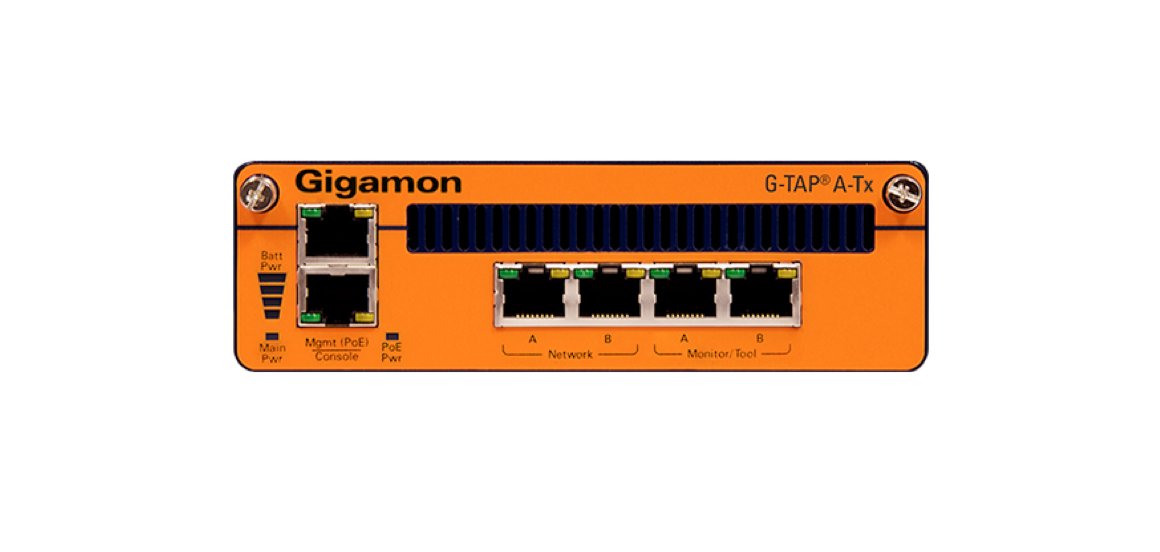 Gigamon
G-TAP® A-Tx
Batt
Pwr
Main
Pwr
Mgmt (PoE)
Console
PoE
Pwr
A B A B
Network Monitor/Tool